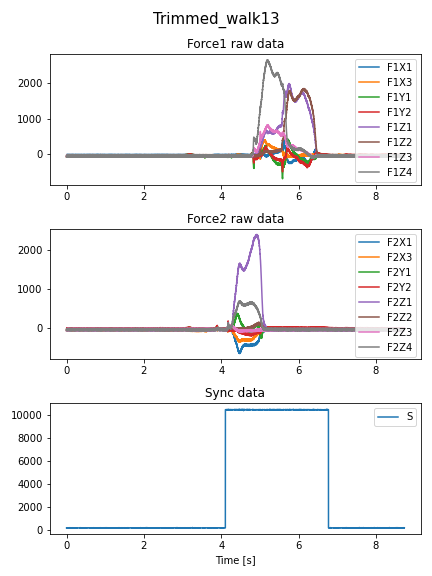 Trimmed_walk13
Force1 raw data
2000
1000
0
F1X1
F1X3
F1Y1
F1Y2
F1Z1
F1Z2
F1Z3
F1Z4
0 2 4 6 8
Force2 raw data
2000
1000
0
F2X1
F2X3
F2Y1
F2Y2
F2Z1
F2Z2
F2Z3
F2Z4
0 2 4 6 8
Sync data
10000
8000
6000
4000
2000
0
S
0 2 4 6 8
Time [s]